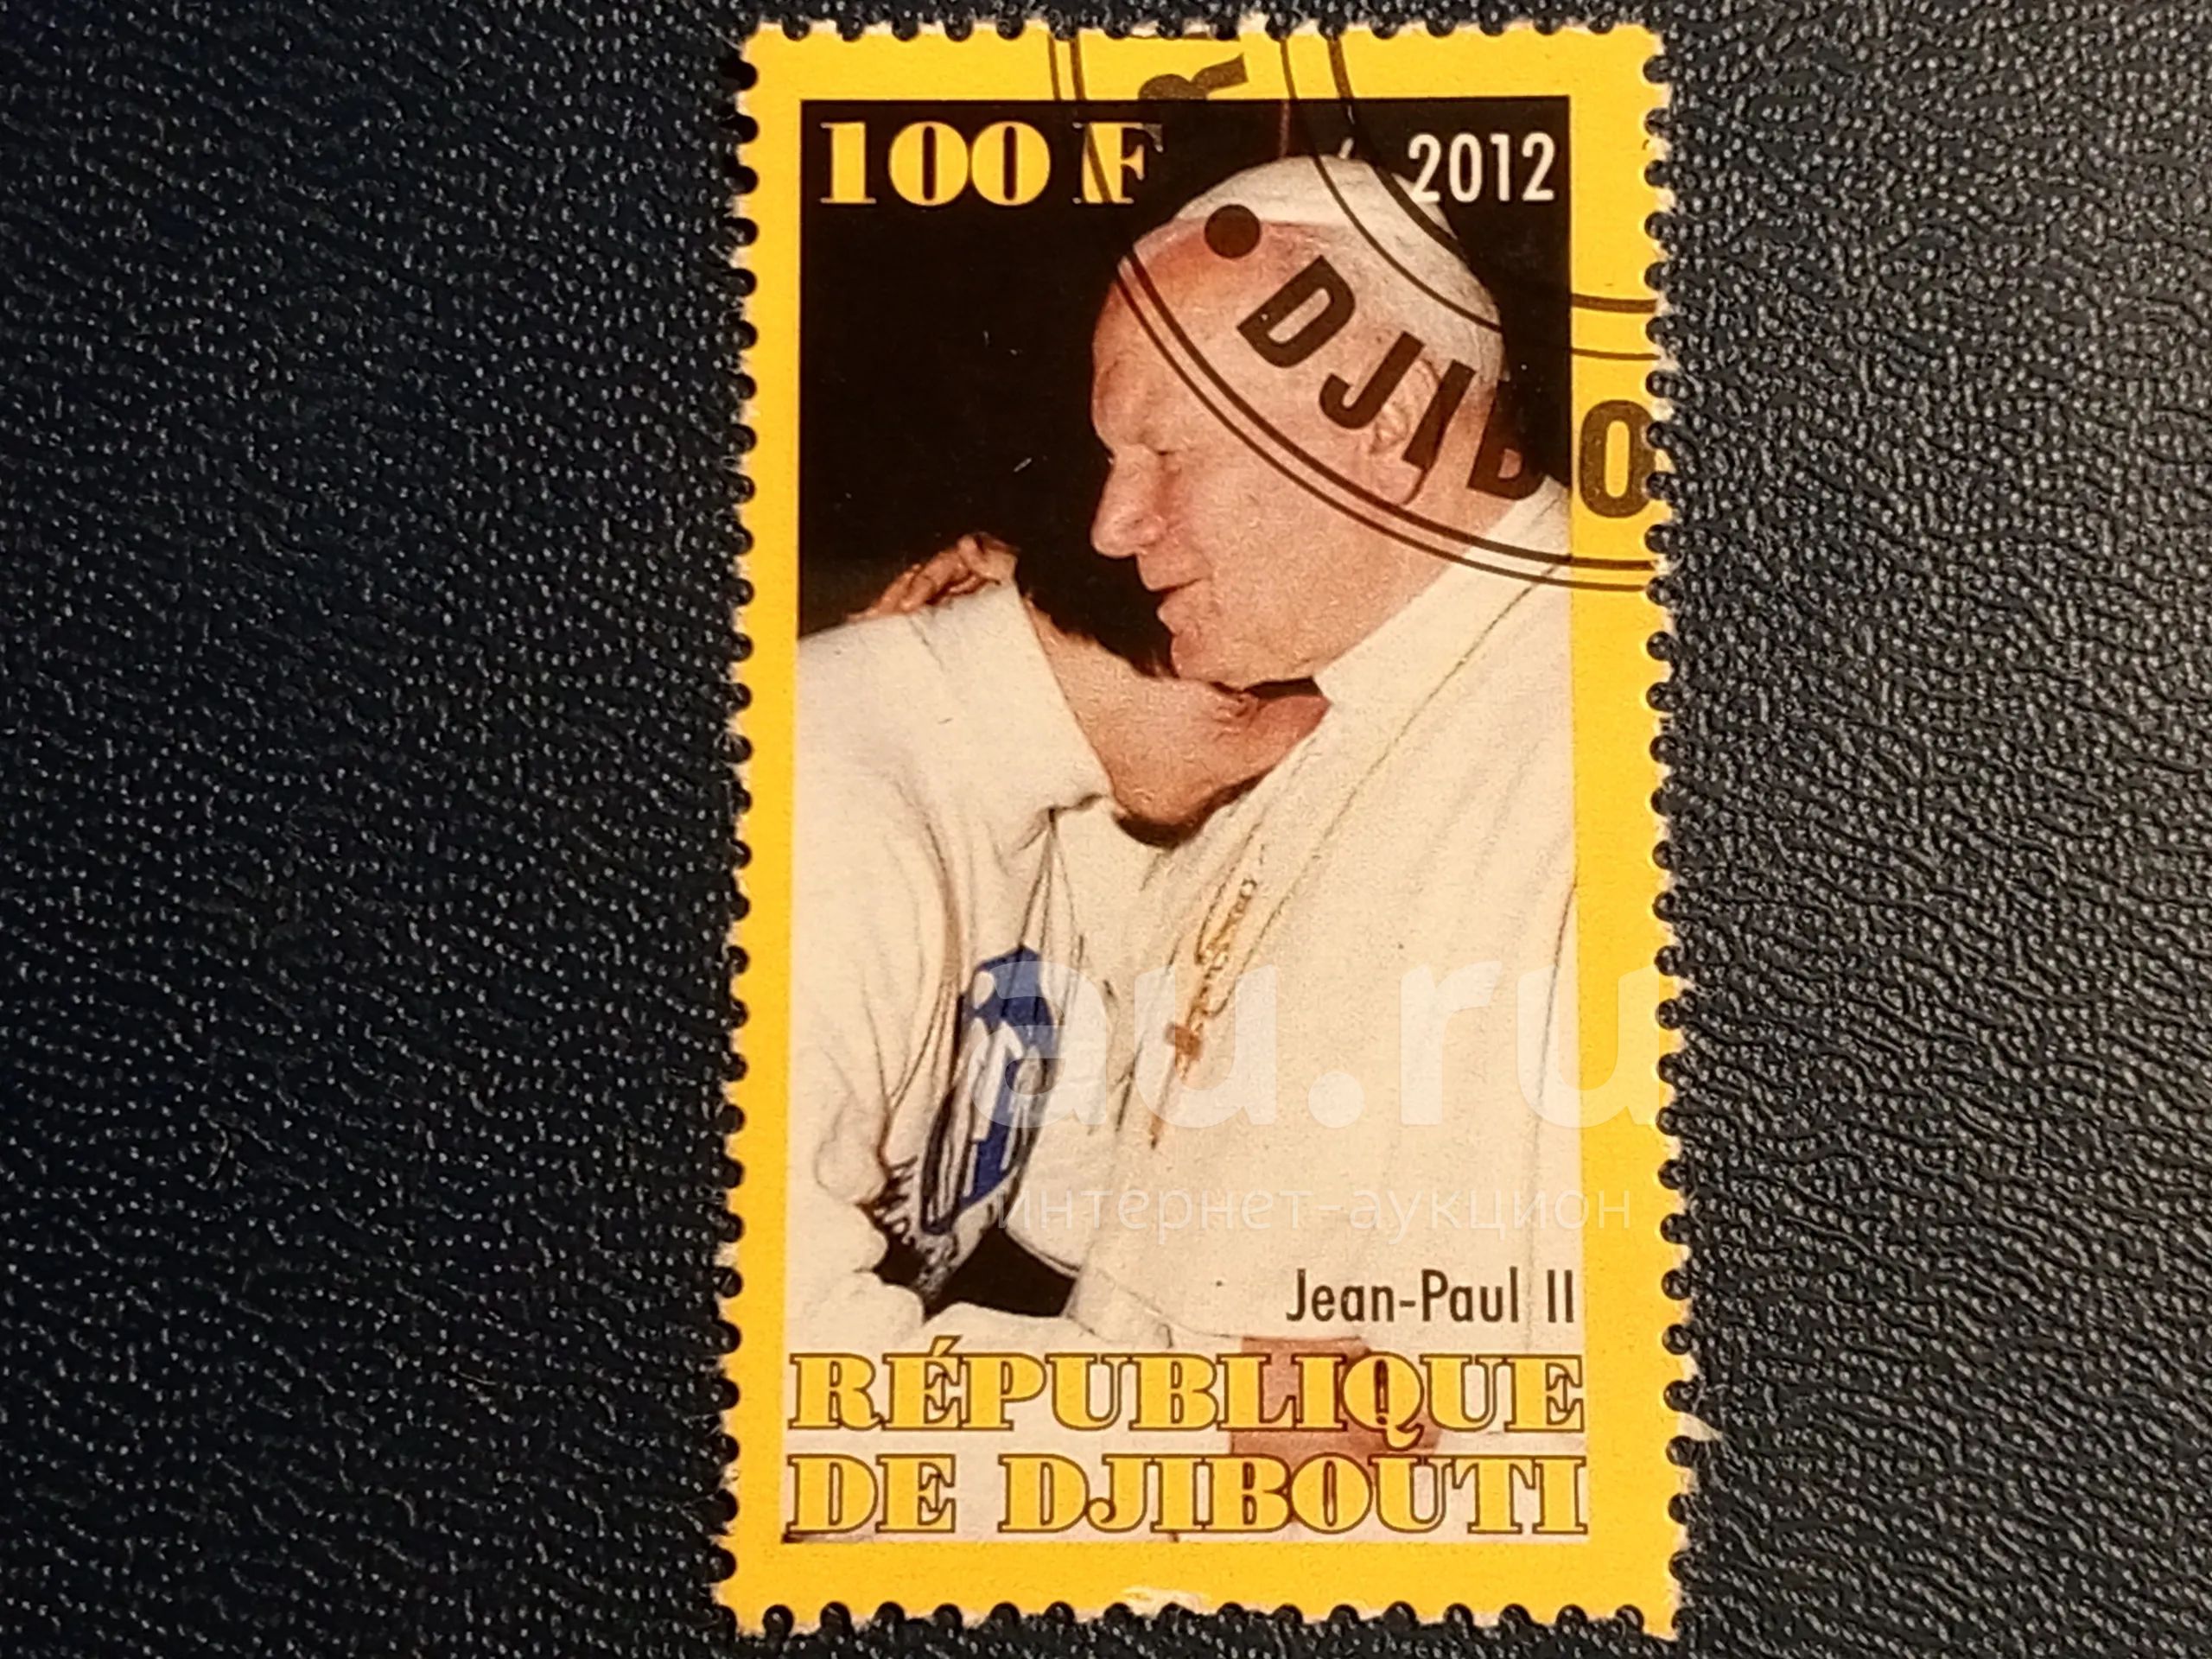 100 F 2012
DJIBO
au.ru
интернет-аукцион
Jean-Paul II
RÉPUBLIQUE
DE DJIBOUTI